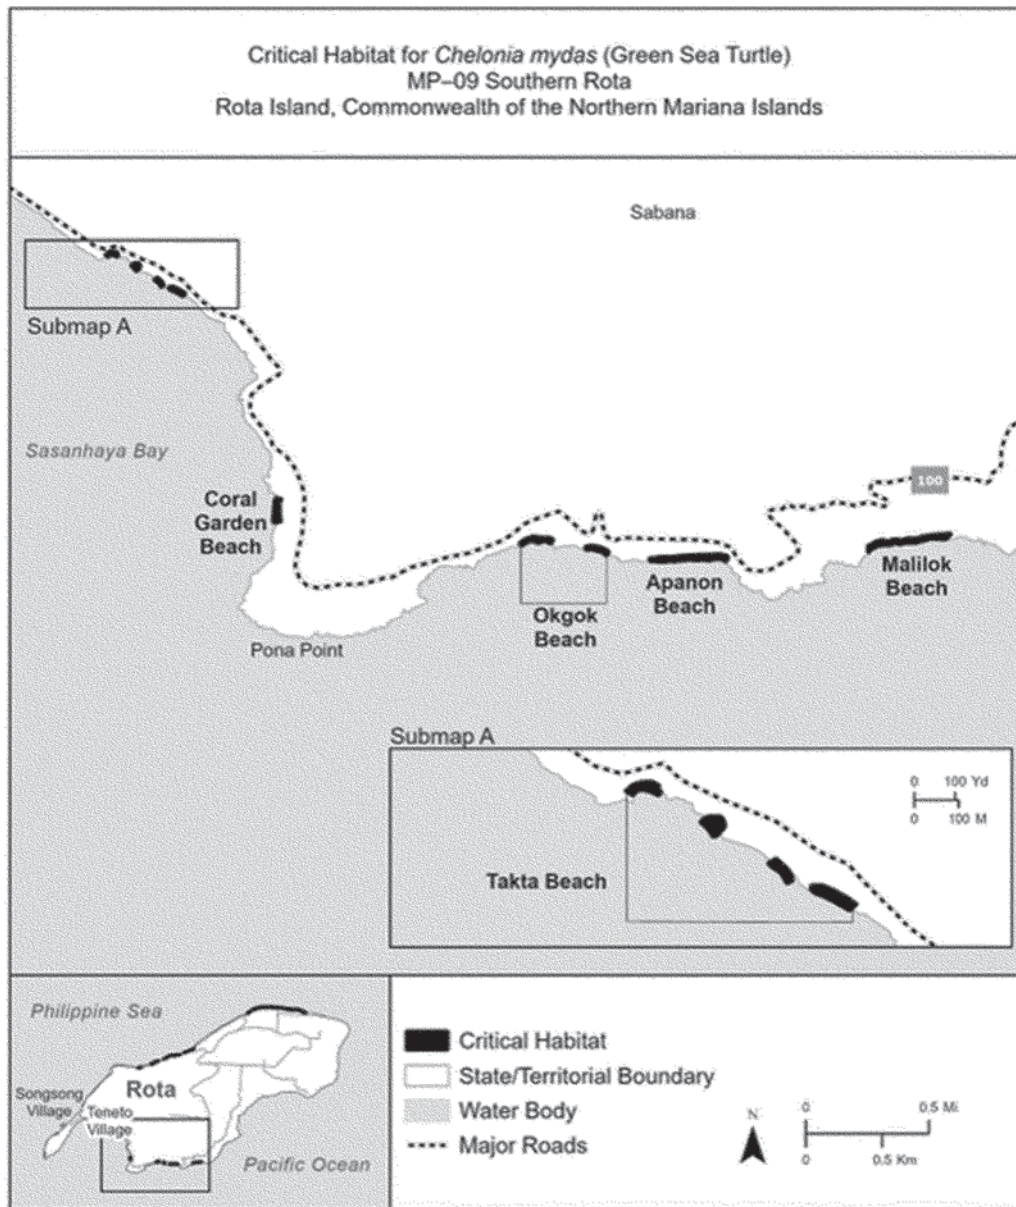 Critical Habitat for Chelonia mydas (Green Sea Turtle)
MP–09 Southern Rota
Rota Island, Commonwealth of the Northern Mariana Islands
Sabana
Submap A
Sasanhaya Bay
100
Coral
Garden
Beach
Malilok
Beach
Apanon
Beach
Okgok
Beach
Pona Point
Submap A
0 100 Yd
0 100 M
Takta Beach
Philippine Sea
Rota
Songsong
Village
Teneto
Village
Pacific Ocean
Critical Habitat
State/Territorial Boundary
Water Body
Major Roads
N
0 0.5 Mi
0 0.5 Km